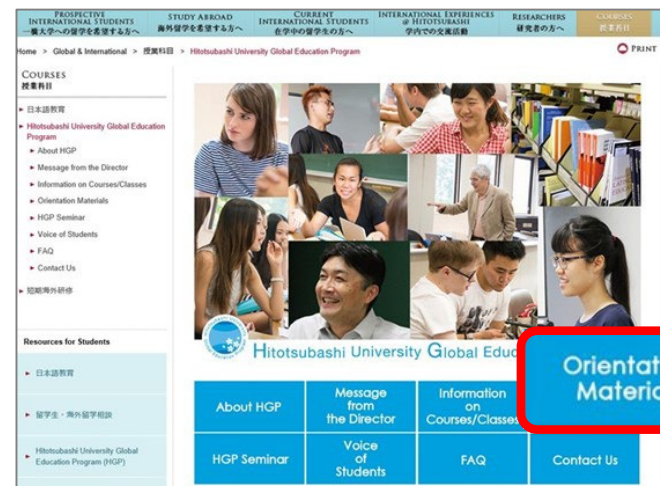 PROSPECTIVE
INTERNATIONAL STUDENTS
一橋大学への留学を希望する方へ
STUDY ABROAD
海外留学を希望する方へ
CURRENT
INTERNATIONAL STUDENTS
在学中の留学生の方へ
INTERNATIONAL EXPERIENCES
@ HITOTSUBASHI
学内での交流活動
RESEARCHERS
研究者の方へ
COURSES
授業科目
Home > Global & International > 授業科目 > Hitotsubashi University Global Education Program
PRINT
COURSES
授業科目
日本語教育
Hitotsubashi University Global Education
Program
About HGP
Message from the Director
Information on Courses/Classes
Orientation Materials
HGP Seminar
Voice of Students
FAQ
Contact Us
短期海外研修
Resources for Students
日本語教育
留学生・海外留学相談
Hitotsubashi University Global
Education Program (HGP)
Hitotsubashi University Global Educ
About HGP
Message
from
the Director
Information
on
Courses/Classes
Orientat
Materia
HGP Seminar
Voice
of
Students
FAQ
Contact Us